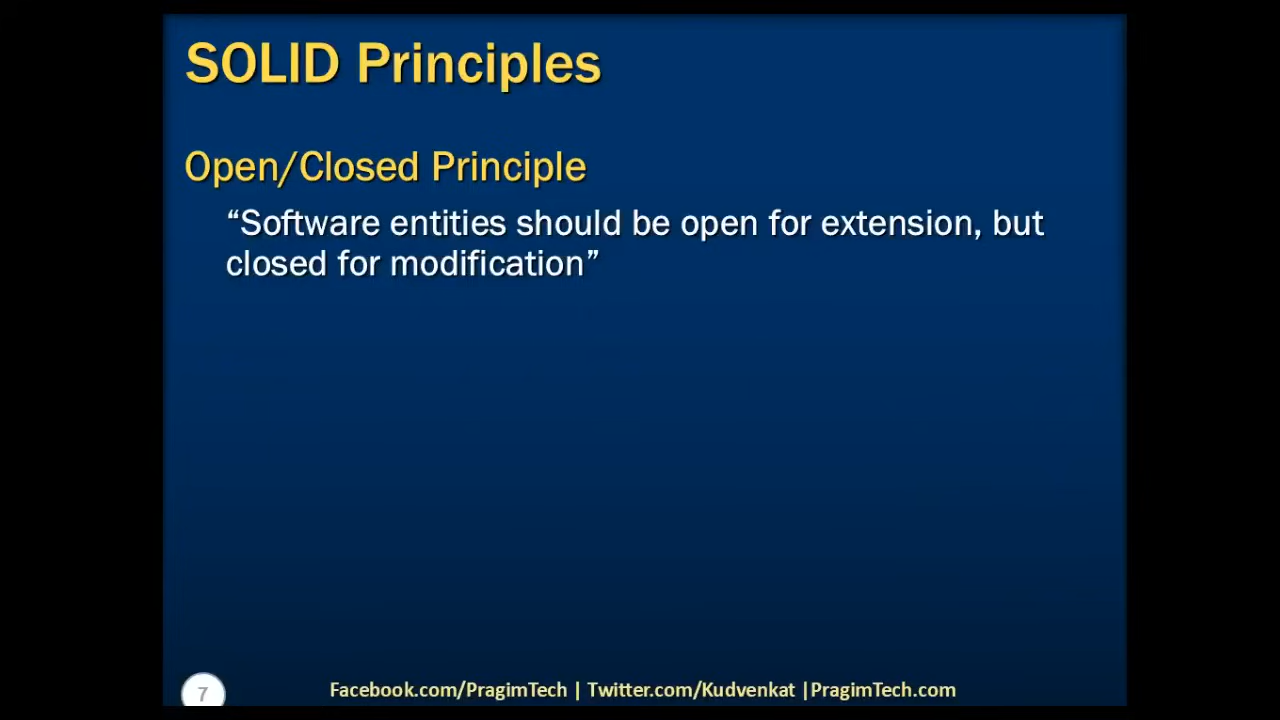 SOLID Principles
Open/Closed Principle
“Software entities should be open for extension, but
closed for modification”
7
Facebook.com/PragimTech | Twitter.com/Kudvenkat |PragimTech.com